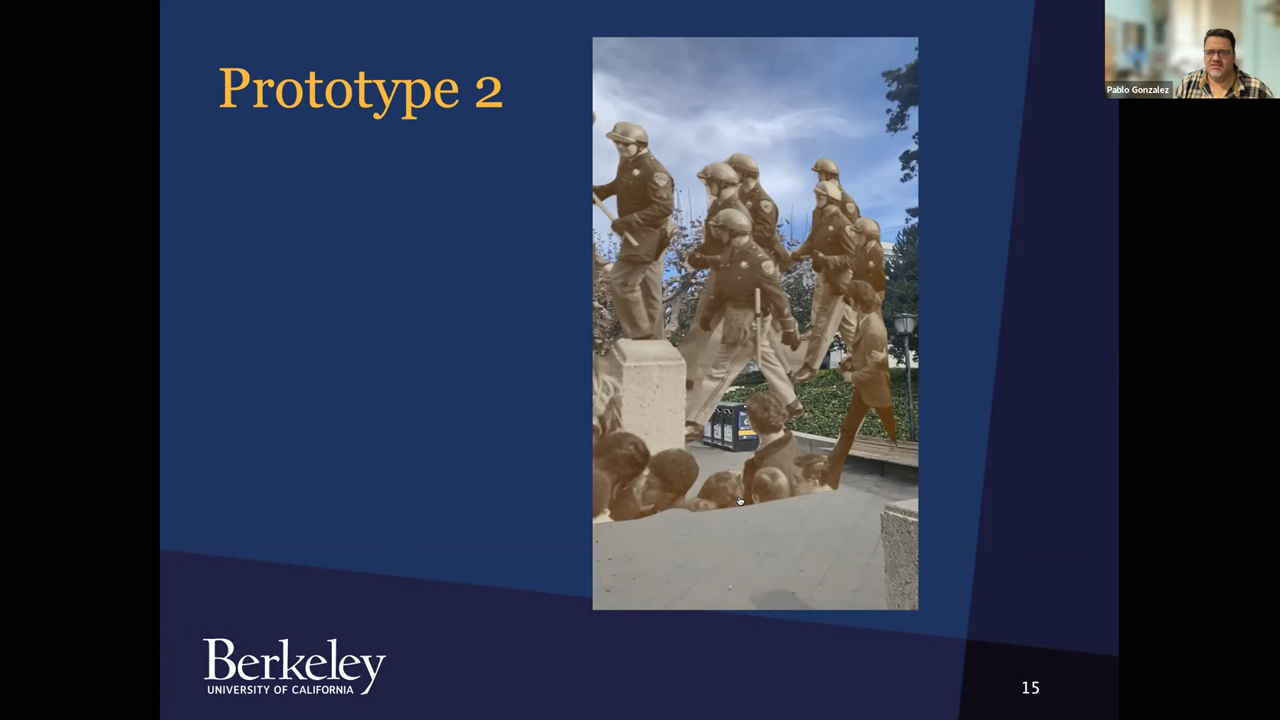 Prototype 2
Pablo Gonzalez
Berkeley
UNIVERSITY OF CALIFORNIA
15